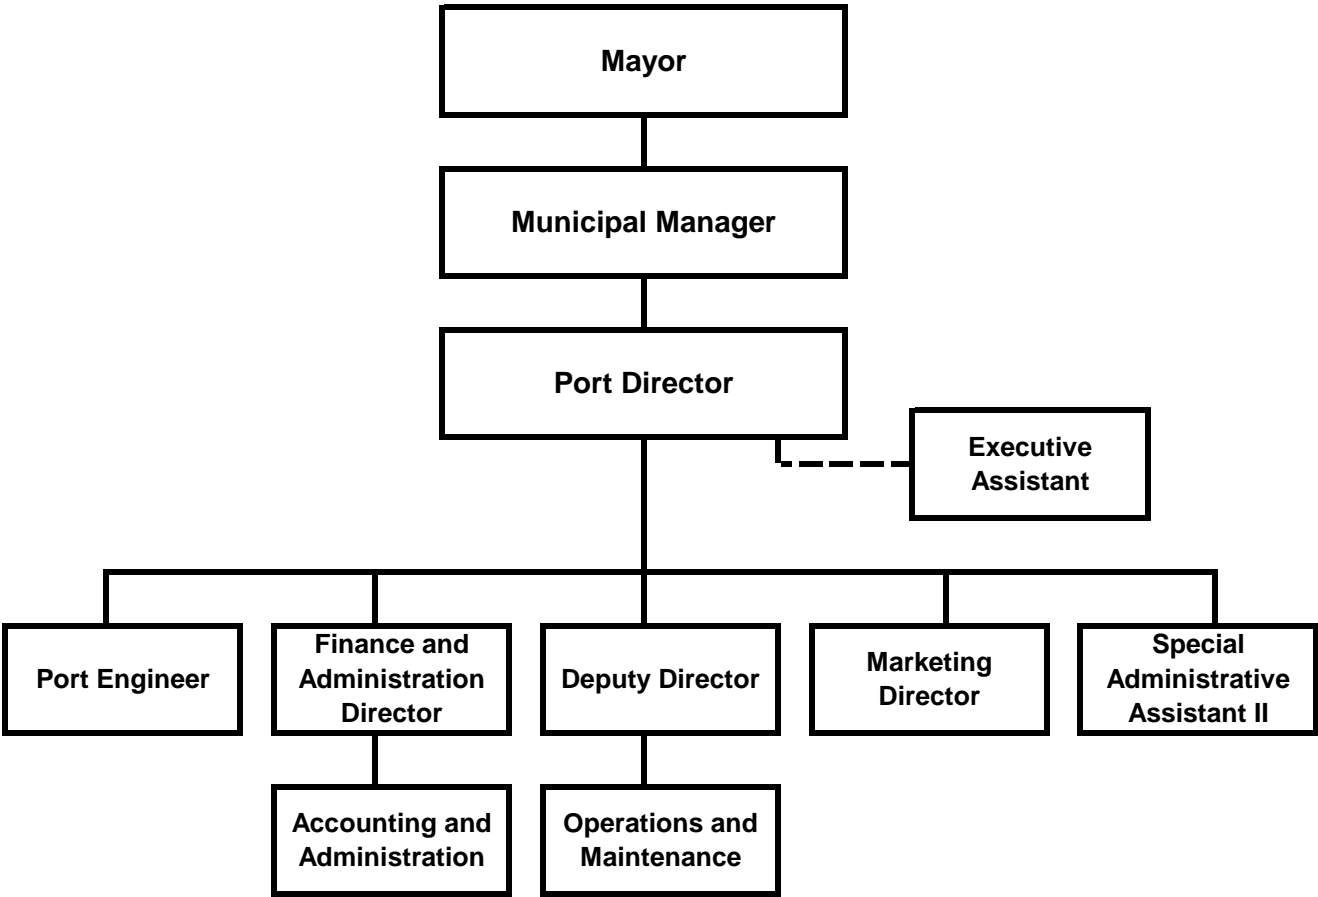 Mayor
Municipal Manager
Port Director
Executive
Assistant
Port Engineer
Finance and
Administration
Director
Deputy Director
Marketing
Director
Special
Administrative
Assistant II
Accounting and
Administration
Operations and
Maintenance